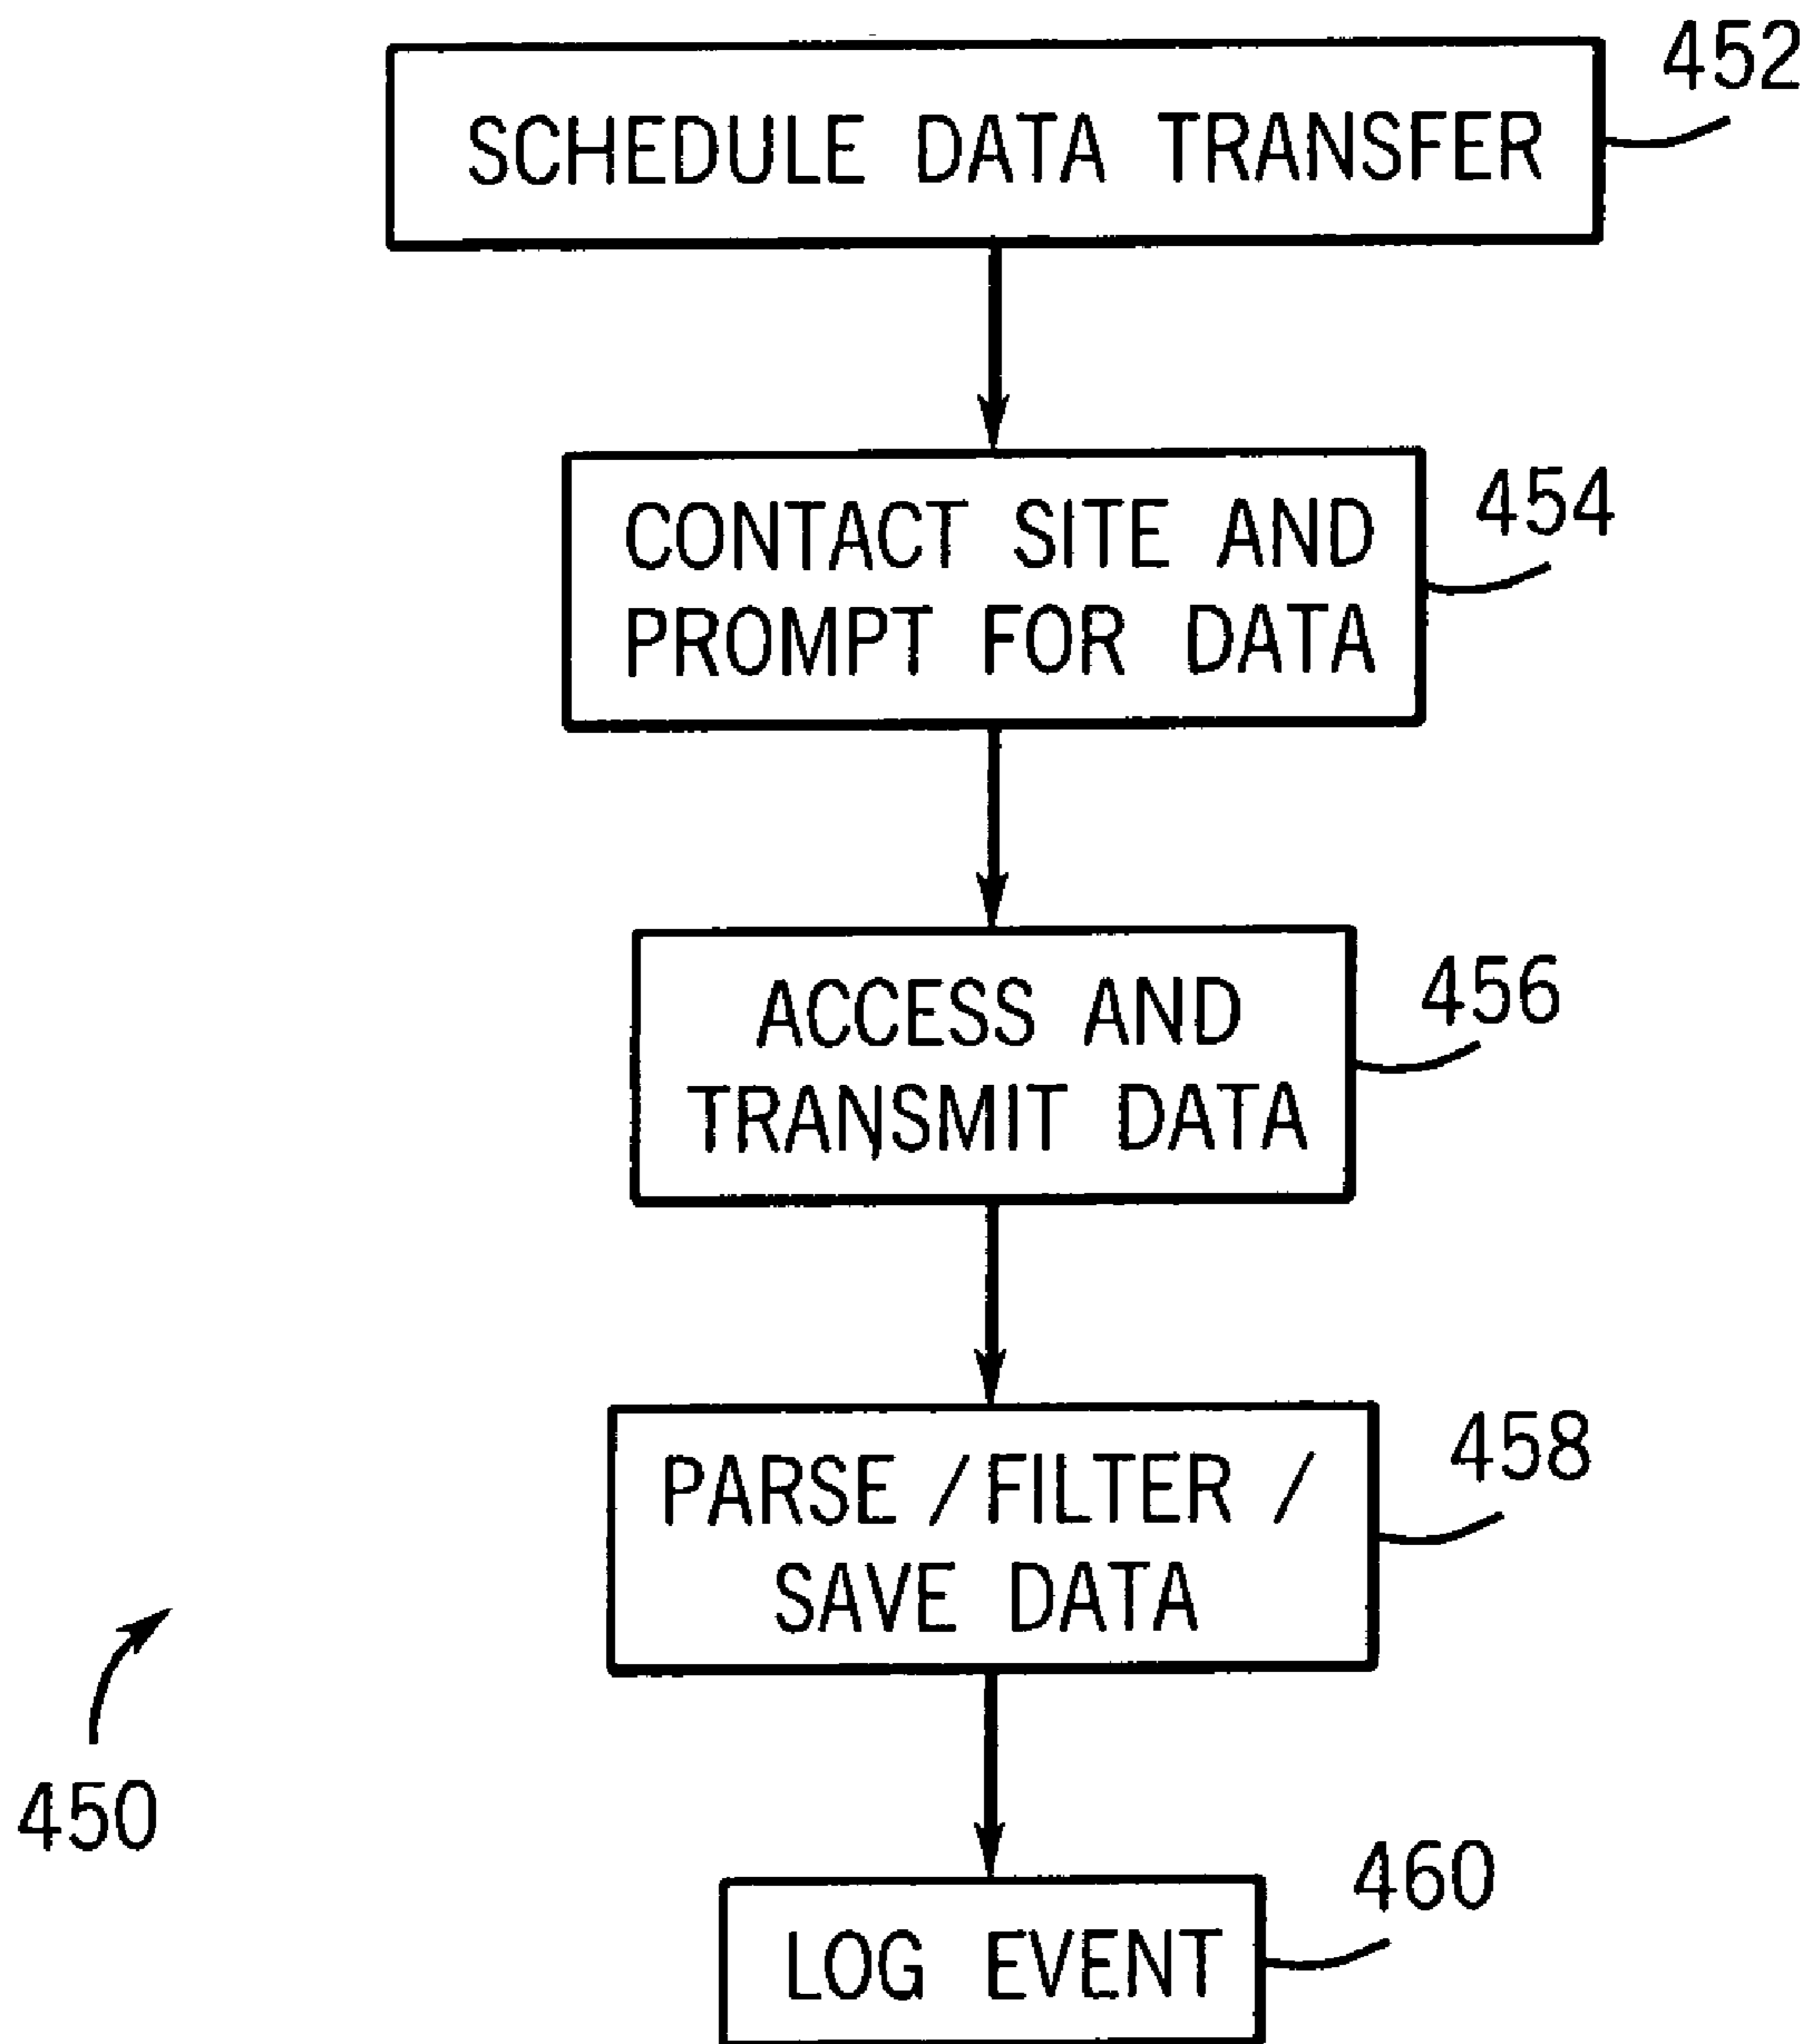 452
SCHEDULE DATA TRANSFER
454
CONTACT SITE AND
PROMPT FOR DATA
456
ACCESS AND
TRANSMIT DATA
458
PARSE / FILTER /
SAVE DATA
450
460
LOG EVENT